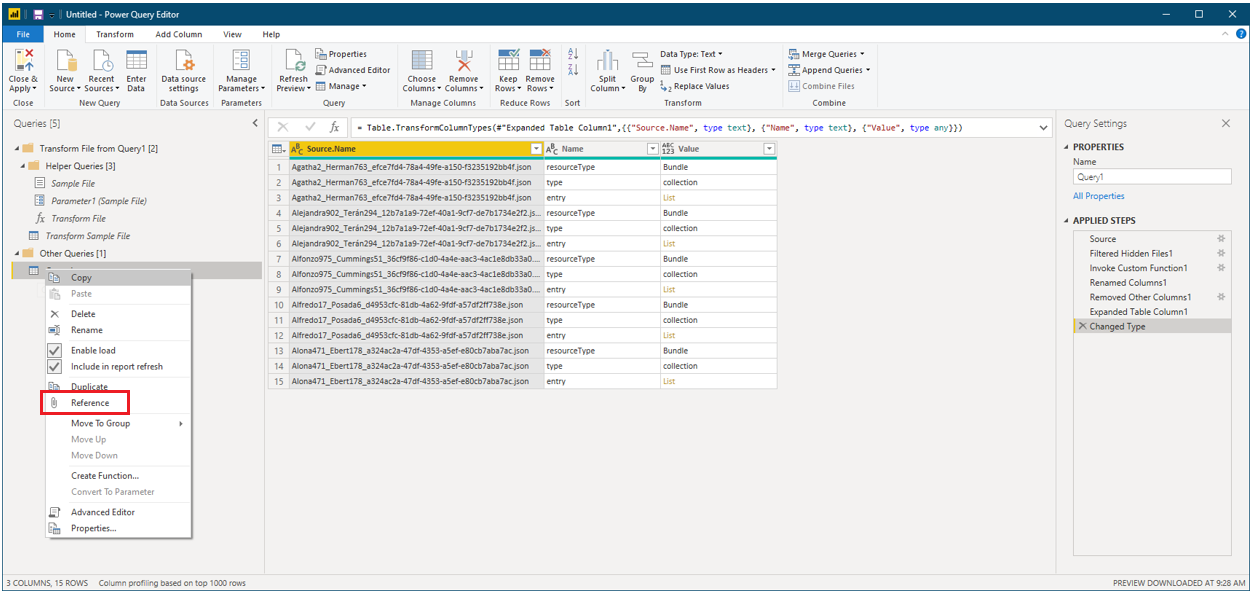 Untitled - Power Query Editor
File Home Transform Add Column View Help
Close & Apply
New Source
Recent Sources
Enter Data
Data source settings
Manage Parameters
Refresh Preview
Properties
Advanced Editor
Manage
Choose Columns
Remove Columns
Keep Rows
Remove Rows
Split Column
Group By
Data Type: Text
Use First Row as Headers
Replace Values
Merge Queries
Append Queries
Combine Files
Close New Query Data Sources Parameters Query Manage Columns Reduce Rows Sort Transform Combine
Queries [5]
Transform File from Query1 [2]
Helper Queries [3]
Sample File
Parameter1 (Sample File)
fx Transform File
Transform Sample File
Other Queries [1]
Copy
Paste
Delete
Rename
Enable load
Include in report refresh
Duplicate
Reference
Move To Group
Move Up
Move Down
Create Function...
Convert To Parameter
Advanced Editor
Properties...
fx = Table.TransformColumnTypes(#"Expanded Table Column1",{{"Source.Name", type text}, {"Name", type text}, {"Value", type any}})
ABC Source.Name ABC Name ABC 123 Value
1 Agatha2_Herman763_efce7fd4-78a4-49fe-a150-f3235192bb4f.json resourceType Bundle
2 Agatha2_Herman763_efce7fd4-78a4-49fe-a150-f3235192bb4f.json type collection
3 Agatha2_Herman763_efce7fd4-78a4-49fe-a150-f3235192bb4f.json entry List
4 Alejandra902_Terán294_12b7a1a9-72ef-40a1-9cf7-de7b1734e2f2.js... resourceType Bundle
5 Alejandra902_Terán294_12b7a1a9-72ef-40a1-9cf7-de7b1734e2f2.js... type collection
6 Alejandra902_Terán294_12b7a1a9-72ef-40a1-9cf7-de7b1734e2f2.js... entry List
7 Alfonzo975_Cummings51_36cf9f86-c1d0-4a4e-aac3-4ac1e8db33a0.... resourceType Bundle
8 Alfonzo975_Cummings51_36cf9f86-c1d0-4a4e-aac3-4ac1e8db33a0.... type collection
9 Alfonzo975_Cummings51_36cf9f86-c1d0-4a4e-aac3-4ac1e8db33a0.... entry List
10 Alfredo17_Posada6_d4953cfc-81db-4a62-9fdf-a57df2ff738e.json resourceType Bundle
11 Alfredo17_Posada6_d4953cfc-81db-4a62-9fdf-a57df2ff738e.json type collection
12 Alfredo17_Posada6_d4953cfc-81db-4a62-9fdf-a57df2ff738e.json entry List
13 Alona471_Ebert178_a324ac2a-47df-4353-a5ef-e80cb7aba7ac.json resourceType Bundle
14 Alona471_Ebert178_a324ac2a-47df-4353-a5ef-e80cb7aba7ac.json type collection
15 Alona471_Ebert178_a324ac2a-47df-4353-a5ef-e80cb7aba7ac.json entry List
Query Settings
PROPERTIES
Name
Query1
All Properties
APPLIED STEPS
Source
Filtered Hidden Files1
Invoke Custom Function1
Renamed Columns1
Removed Other Columns1
Expanded Table Column1
Changed Type
3 COLUMNS, 15 ROWS Column profiling based on top 1000 rows PREVIEW DOWNLOADED AT 9:28 AM